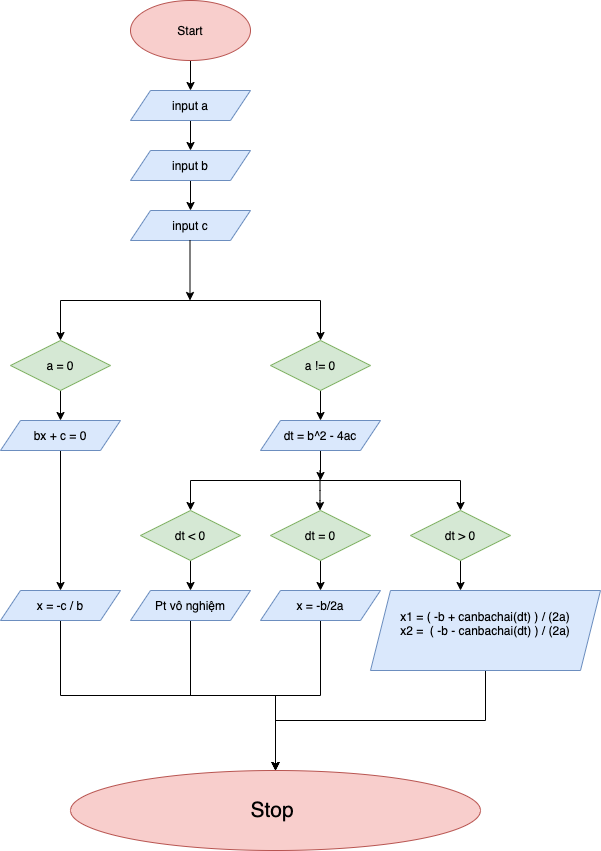 Start
input a
input b
input c
a = 0
a != 0
bx + c = 0
dt = b^2 - 4ac
dt < 0
dt = 0
dt > 0
x = -c / b
Pt vô nghiệm
x = -b/2a
x1 = ( -b + canbachai(dt) ) / (2a)
x2 = ( -b - canbachai(dt) ) / (2a)
Stop